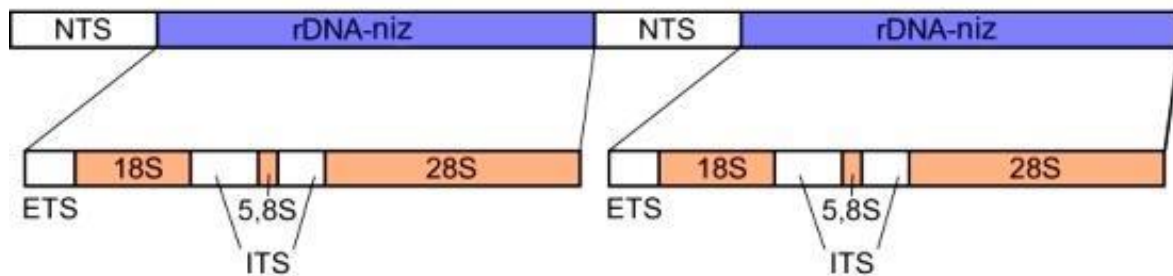 NTS rDNA-niz NTS rDNA-niz
18S 28S 18S 28S
ETS 5,8S ETS 5,8S
ITS ITS